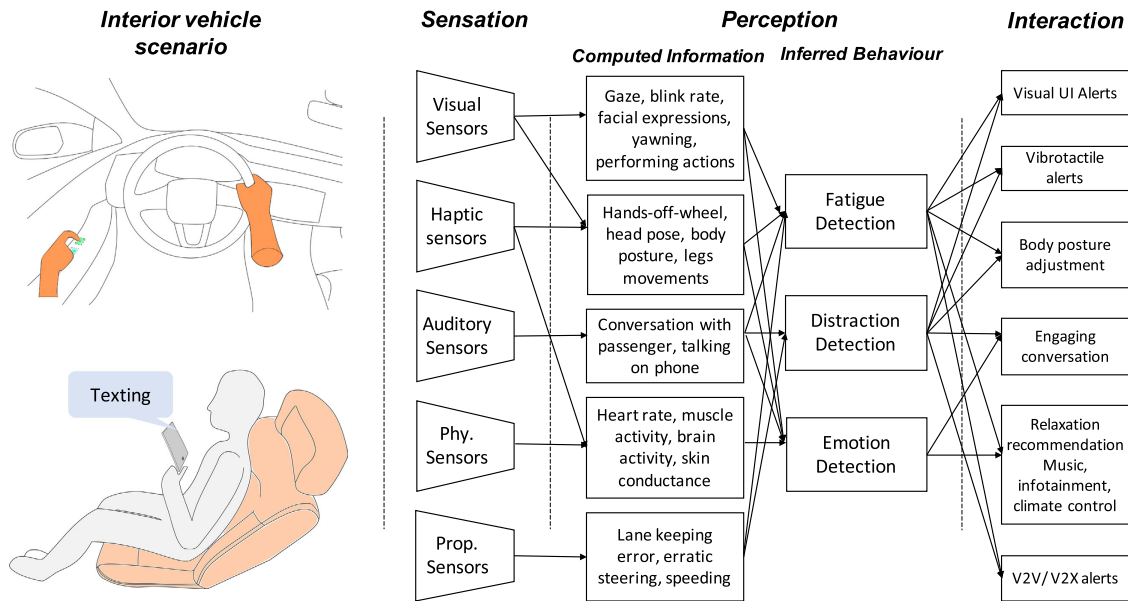 Interior vehicle
scenario
Texting
Sensation
Visual
Sensors
Haptic
sensors
Auditory
Sensors
Phy.
Sensors
Prop.
Sensors
Perception
Computed Information
Gaze, blink rate,
facial expressions,
yawning,
performing actions
Hands-off-wheel,
head pose, body
posture, legs
movements
Conversation with
passenger, talking
on phone
Heart rate, muscle
activity, brain
activity, skin
conductance
Lane keeping
error, erratic
steering, speeding
Inferred Behaviour
Fatigue
Detection
Distraction
Detection
Emotion
Detection
Interaction
Visual UI Alerts
Vibrotactile
alerts
Body posture
adjustment
Engaging
conversation
Relaxation
recommendation
Music,
infotainment,
climate control
V2V/ V2X alerts